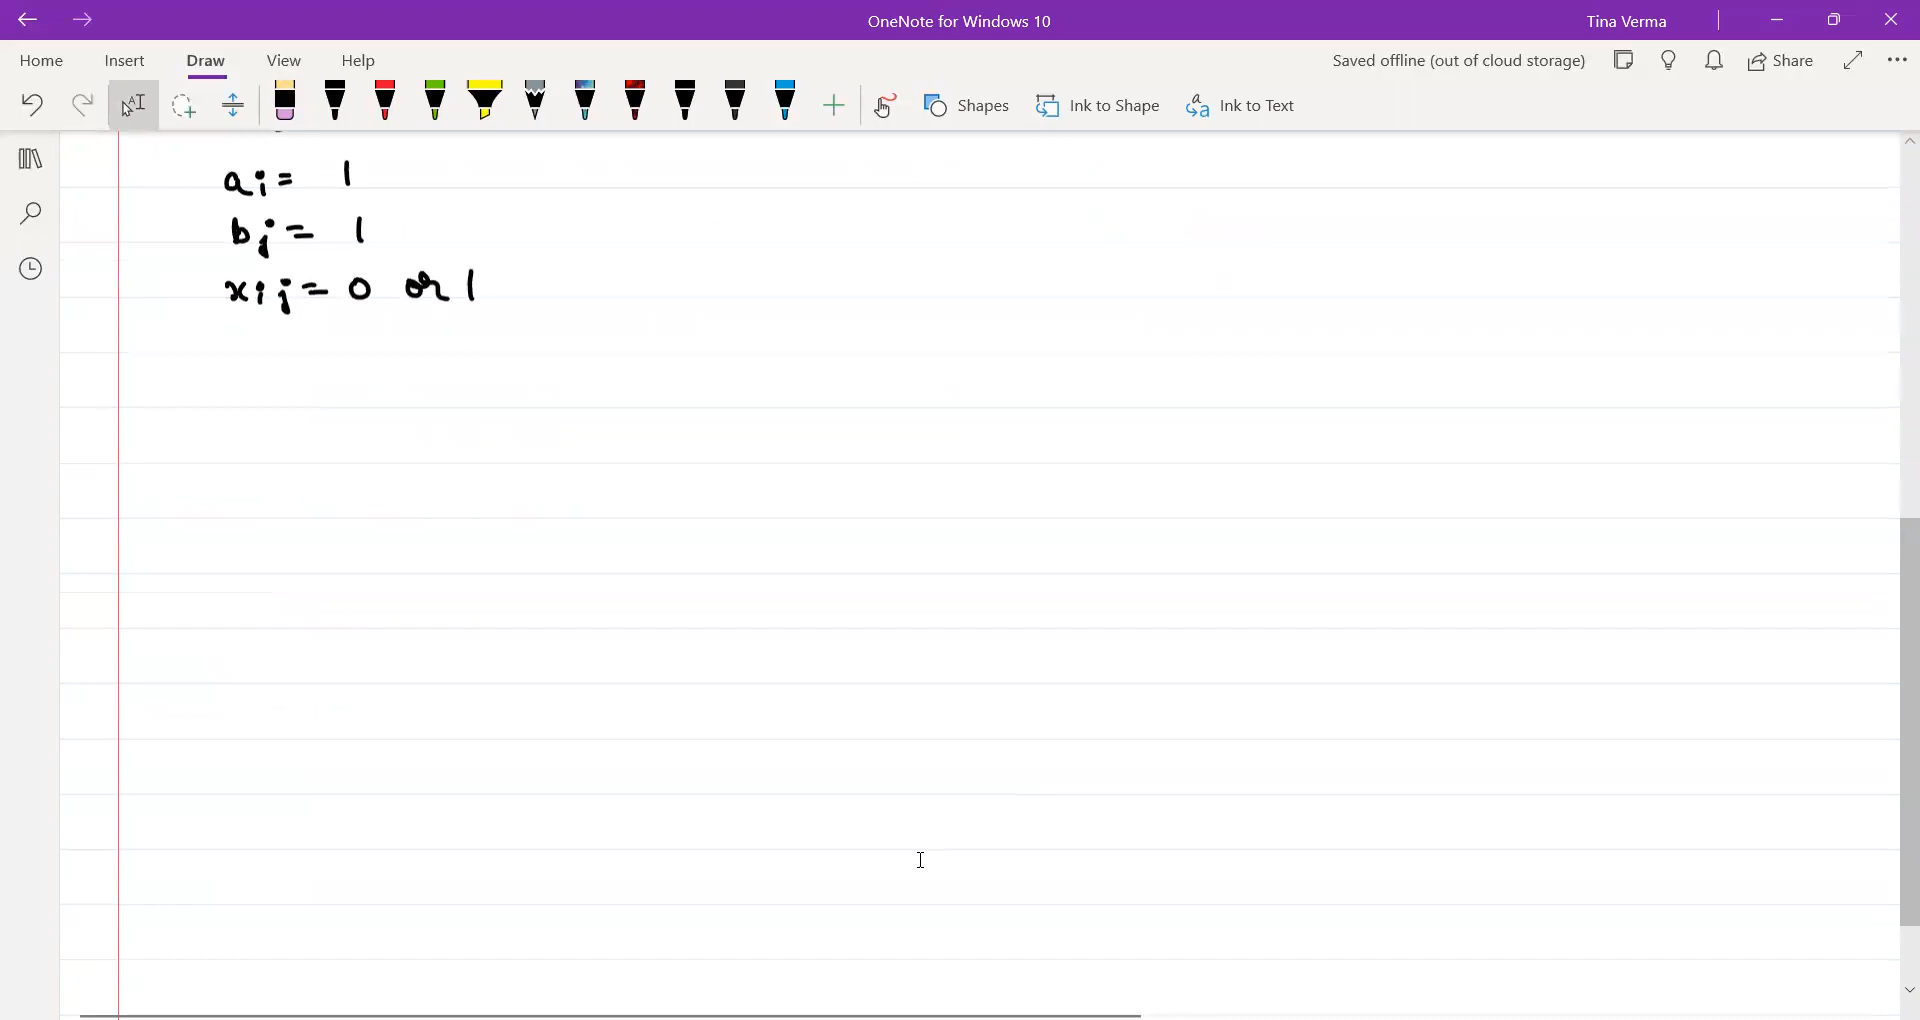 OneNote for Windows 10
Tina Verma
Home Insert Draw View Help
Saved offline (out of cloud storage)
Share
Shapes
Ink to Shape
Ink to Text
ai = 1
bj = 1
xij = 0 or 1